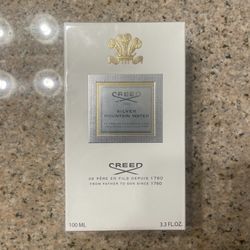 CREED
SILVER
MOUNTAIN WATER
CREED
DE PÈRE EN FILS DEPUIS 1760
FROM FATHER TO SON SINCE 1760
100 ML
3.3 FL.OZ.